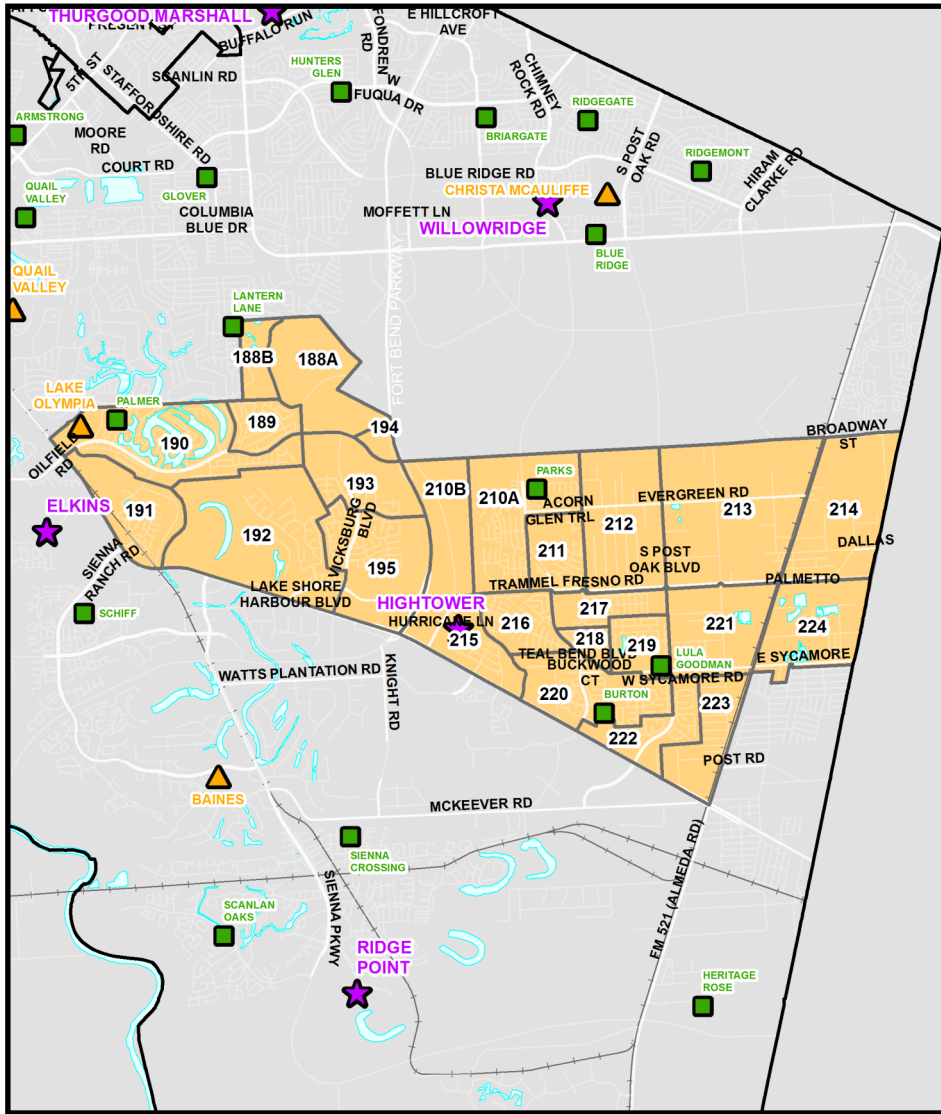 THURGOOD MARSHALL
BUFFALO RUN
5TH ST
SCANLIN RD
STAFFORDSHIRE RD
HUNTERS
GLEN
FONDREN
RD
W
FUQUA DR
E HILLCROFT
AVE
CHIMNEY
ROCK RD
RIDGEGATE
BRIARGATE
S POST
OAK RD
RIDGEMONT
HIRAM
CLARKE RD
ARMSTRONG
MOORE
RD
COURT RD
GLOVER
QUAIL
VALLEY
COLUMBIA
BLUE DR
BLUE RIDGE RD
CHRISTA MCAULIFFE
MOFFETT LN
WILLOWRIDGE
BLUE
RIDGE
FORT BEND PARKWAY
QUAIL
VALLEY
LANTERN
LANE
188B
188A
LAKE
OLYMPIA
PALMER
189
190
194
OILFIELD
RD
BROADWAY
ST
193
210B
210A
PARKS
ACORN
GLEN TRL
EVERGREEN RD
191
192
VICKSBURG
BLVD
211
212
213
214
ELKINS
S POST
OAK BLVD
DALLAS
SIENNA
RANCH RD
195
LAKE SHORE
HARBOUR BLVD
TRAMMEL FRESNO RD
PALMETTO
HIGHTOWER
HURRICANE LN
215
216
217
218
219
221
224
SCHIFF
TEAL BEND BLVD
BUCKWOOD
CT
LULA
GOODMAN
E SYCAMORE
W SYCAMORE RD
WATTS PLANTATION RD
KNIGHT RD
220
BURTON
222
223
POST RD
BAINES
MCKEEVER RD
SIENNA
CROSSING
SIENNA PKWY
FM 521 (ALMEDA RD)
SCANLAN
OAKS
RIDGE
POINT
HERITAGE
ROSE